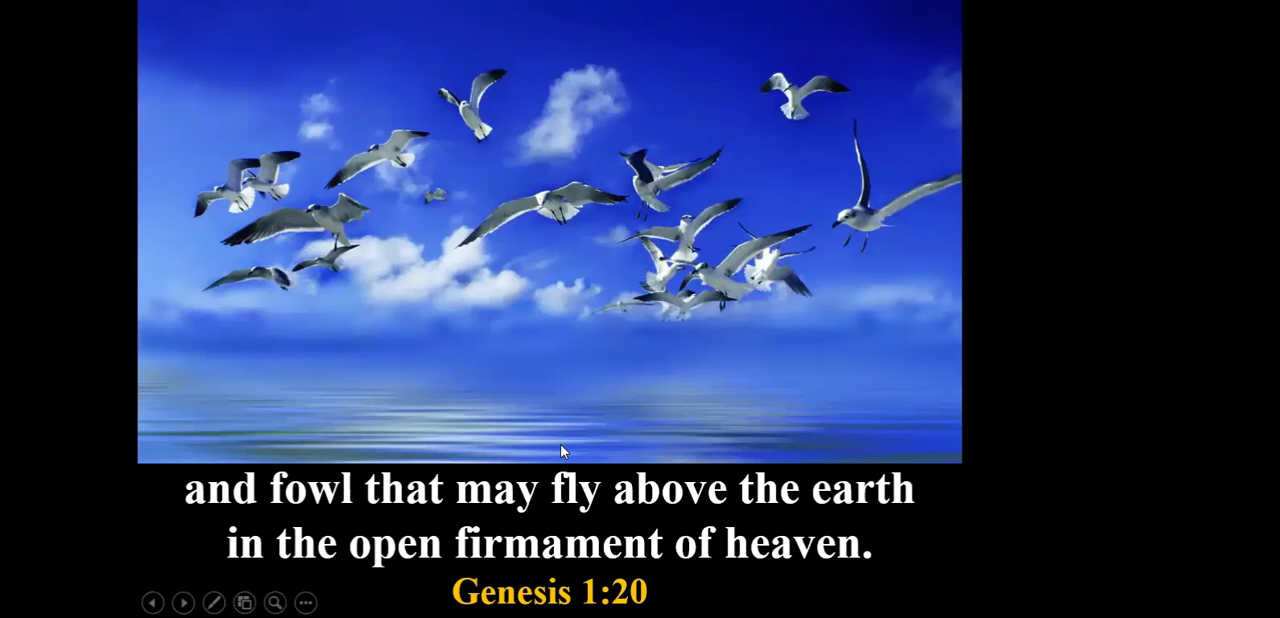 and fowl that may fly above the earth
in the open firmament of heaven.
Genesis 1:20